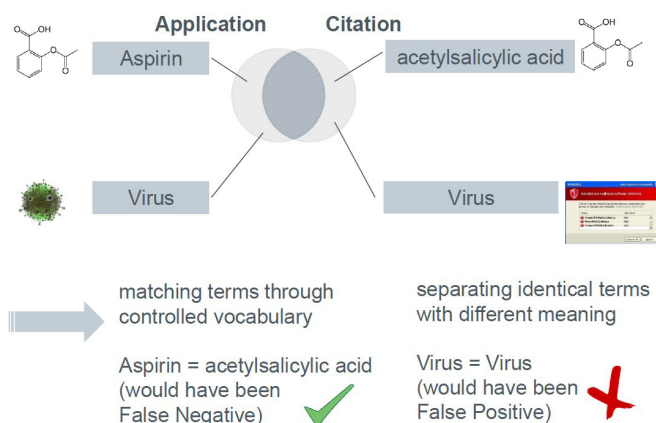 Application
Citation
OH
O
O
O
Aspirin
acetylsalicylic acid
OH
O
O
O
Virus
Virus
matching terms through
controlled vocabulary
separating identical terms
with different meaning
Aspirin = acetylsalicylic acid
(would have been
False Negative)
Virus = Virus
(would have been
False Positive)